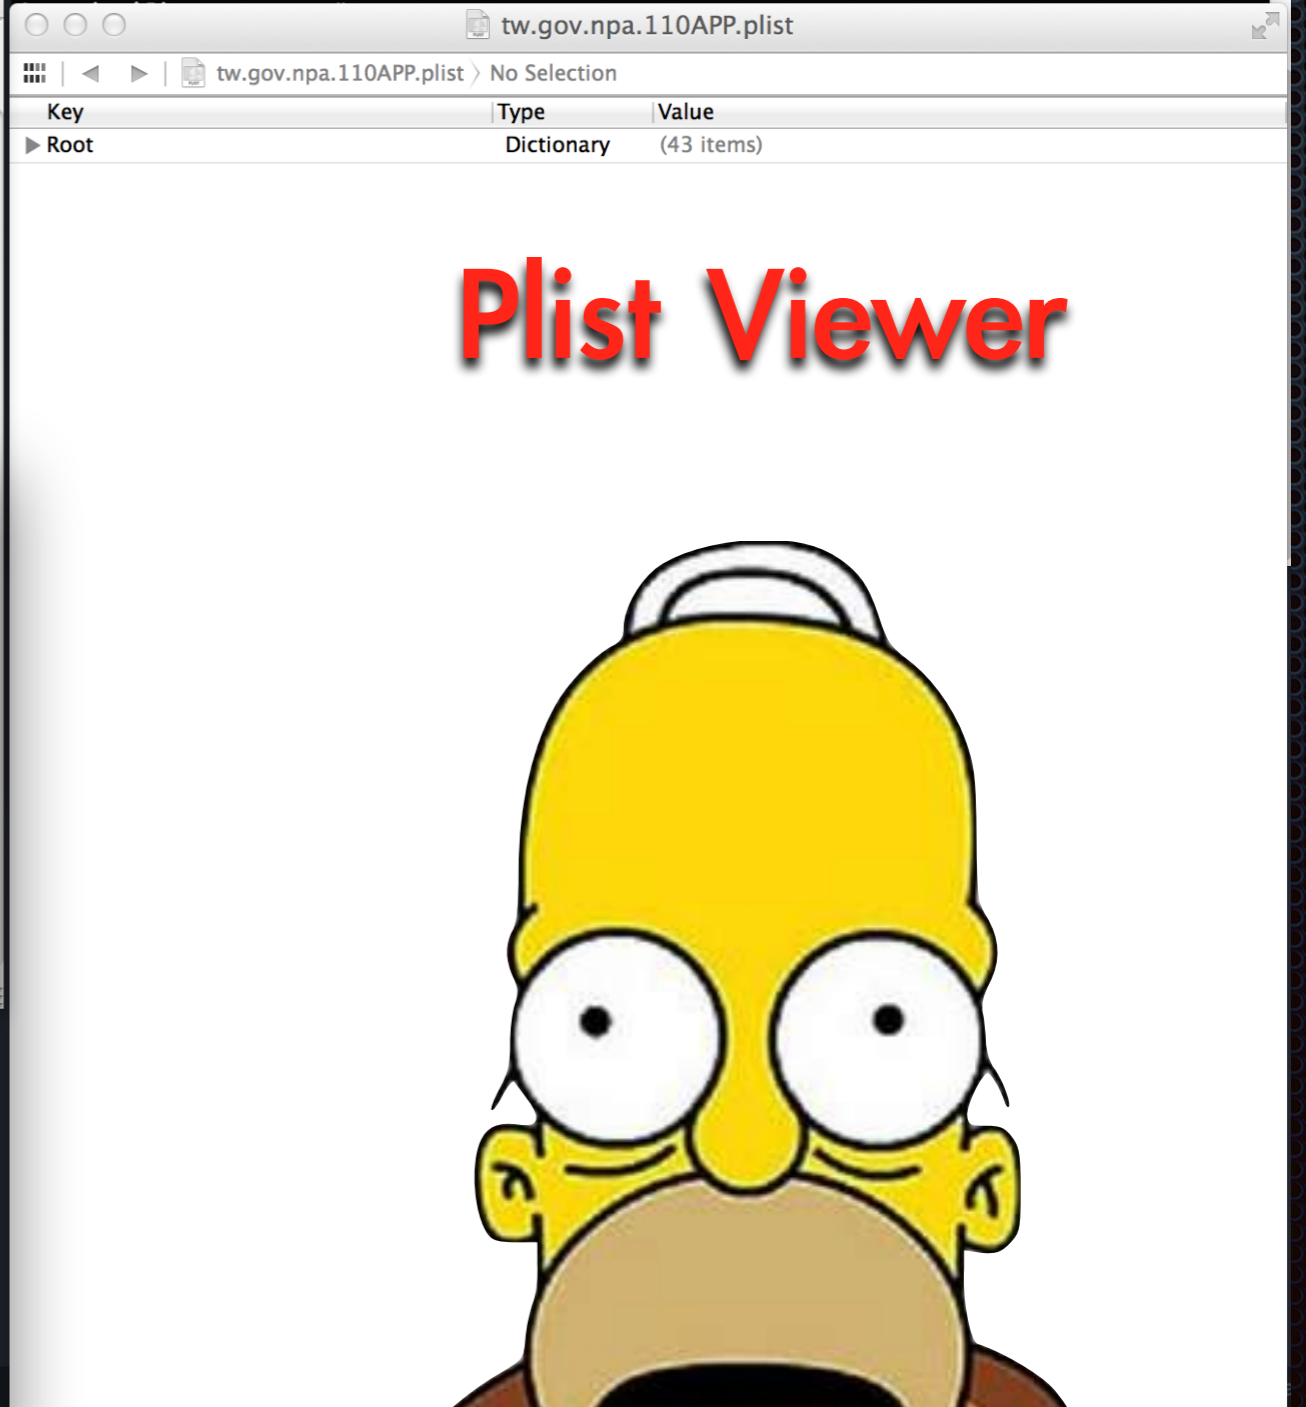 tw.gov.npa.110APP.plist
tw.gov.npa.110APP.plist No Selection
Key Type Value
Root Dictionary (43 items)
Plist Viewer